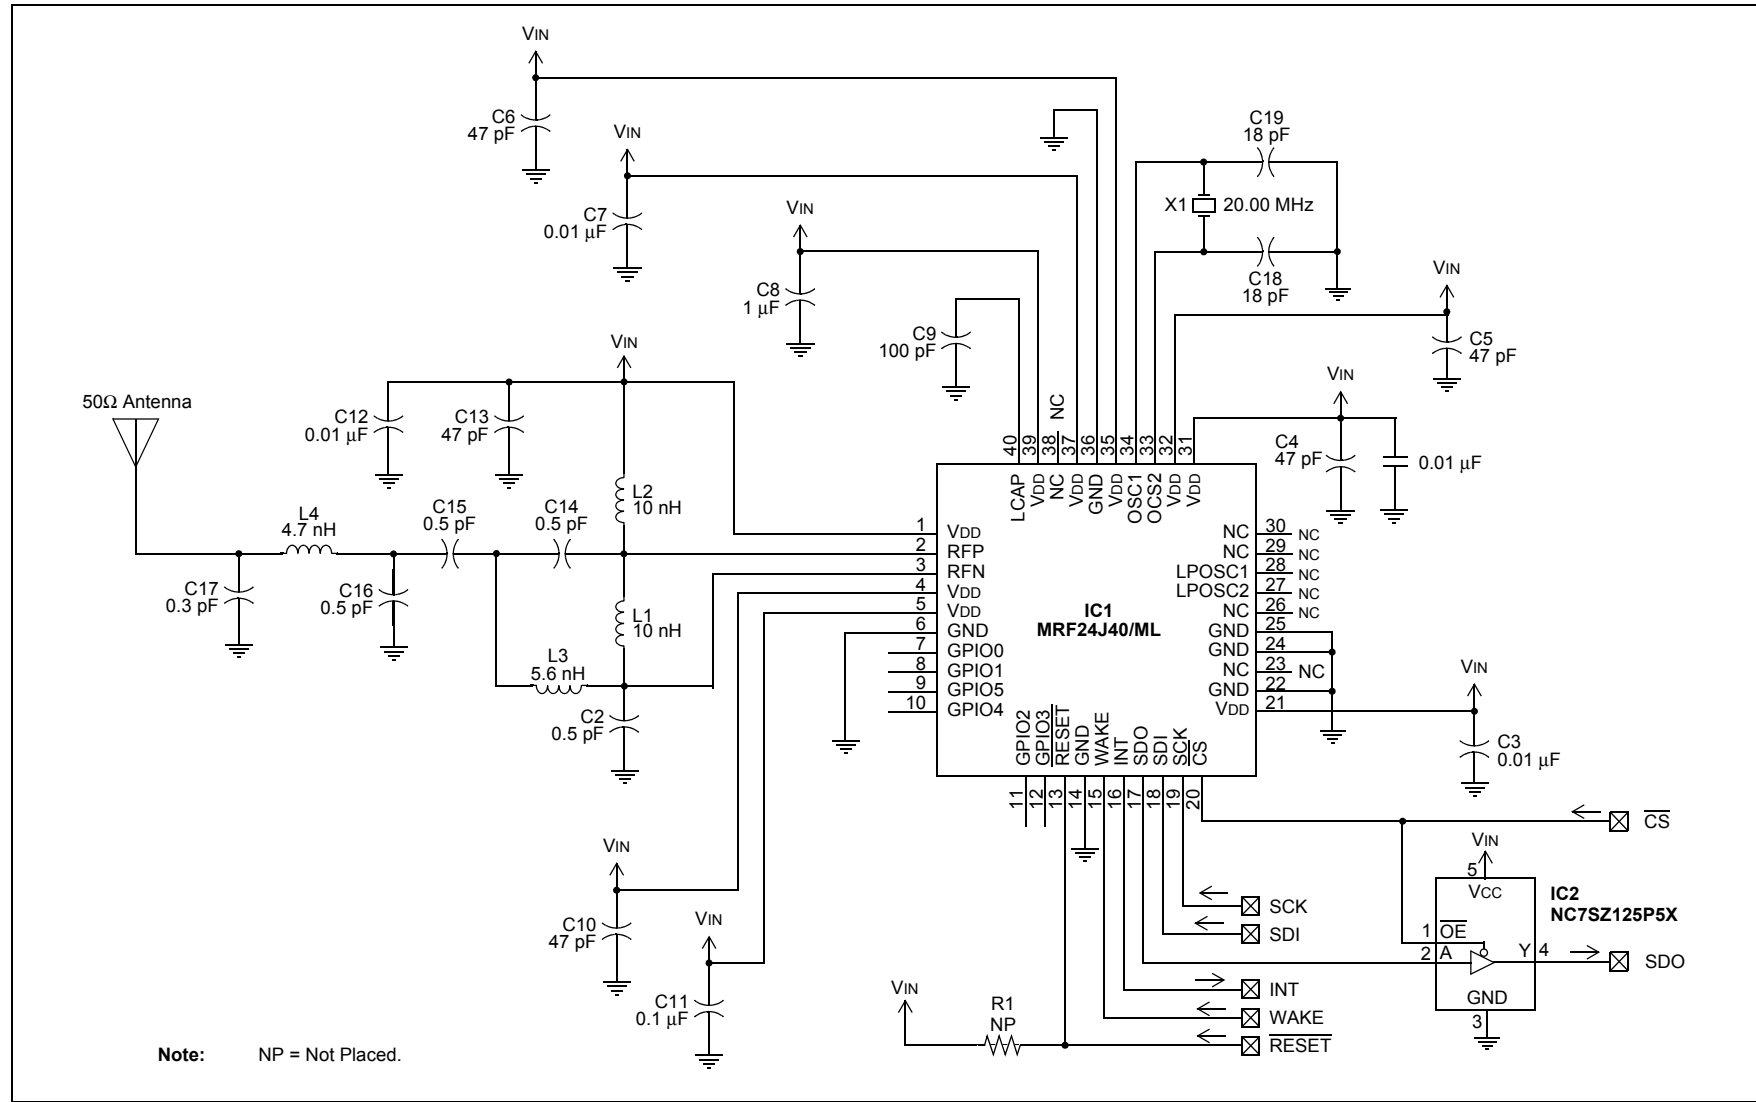 VIN
C6
47 pF
VIN
C7
0.01 µF
VIN
C8
1 µF
C9
100 pF
C19
18 pF
X1
20.00 MHz
C18
18 pF
VIN
C5
47 pF
VIN
C4
47 pF
0.01 µF
VIN
C12
0.01 µF
C13
47 pF
50Ω Antenna
L4
4.7 nH
C15
0.5 pF
C14
0.5 pF
L2
10 nH
C17
0.3 pF
C16
0.5 pF
L1
10 nH
L3
5.6 nH
C2
0.5 pF
NC
40 39 38 37 36 35 34 33 32 31
LCAP VDD NC VDD GND VDD OSC1 OCS2 VDD VDD
1 VDD
2 RFP
3 RFN
4 VDD
5 VDD
6 GND
7 GPIO0
8 GPIO1
9 GPIO5
10 GPIO4
IC1
MRF24J40/ML
NC 30 NC
NC 29 NC
LPOSC1 28 NC
LPOSC2 27 NC
NC 26 NC
GND 25
GND 24
NC 23 NC
GND 22
VDD 21
GPIO2 GPIO3 RESET GND WAKE INT SDO SDI SCK CS
11 12 13 14 15 16 17 18 19 20
VIN
C3
0.01 µF
CS
VIN
5
VCC
IC2
NC7SZ125P5X
1 OE
2 A
Y 4
GND
3
SDO
SCK
SDI
INT
WAKE
RESET
VIN
C10
47 pF
VIN
C11
0.1 µF
VIN
R1
NP
Note: NP = Not Placed.